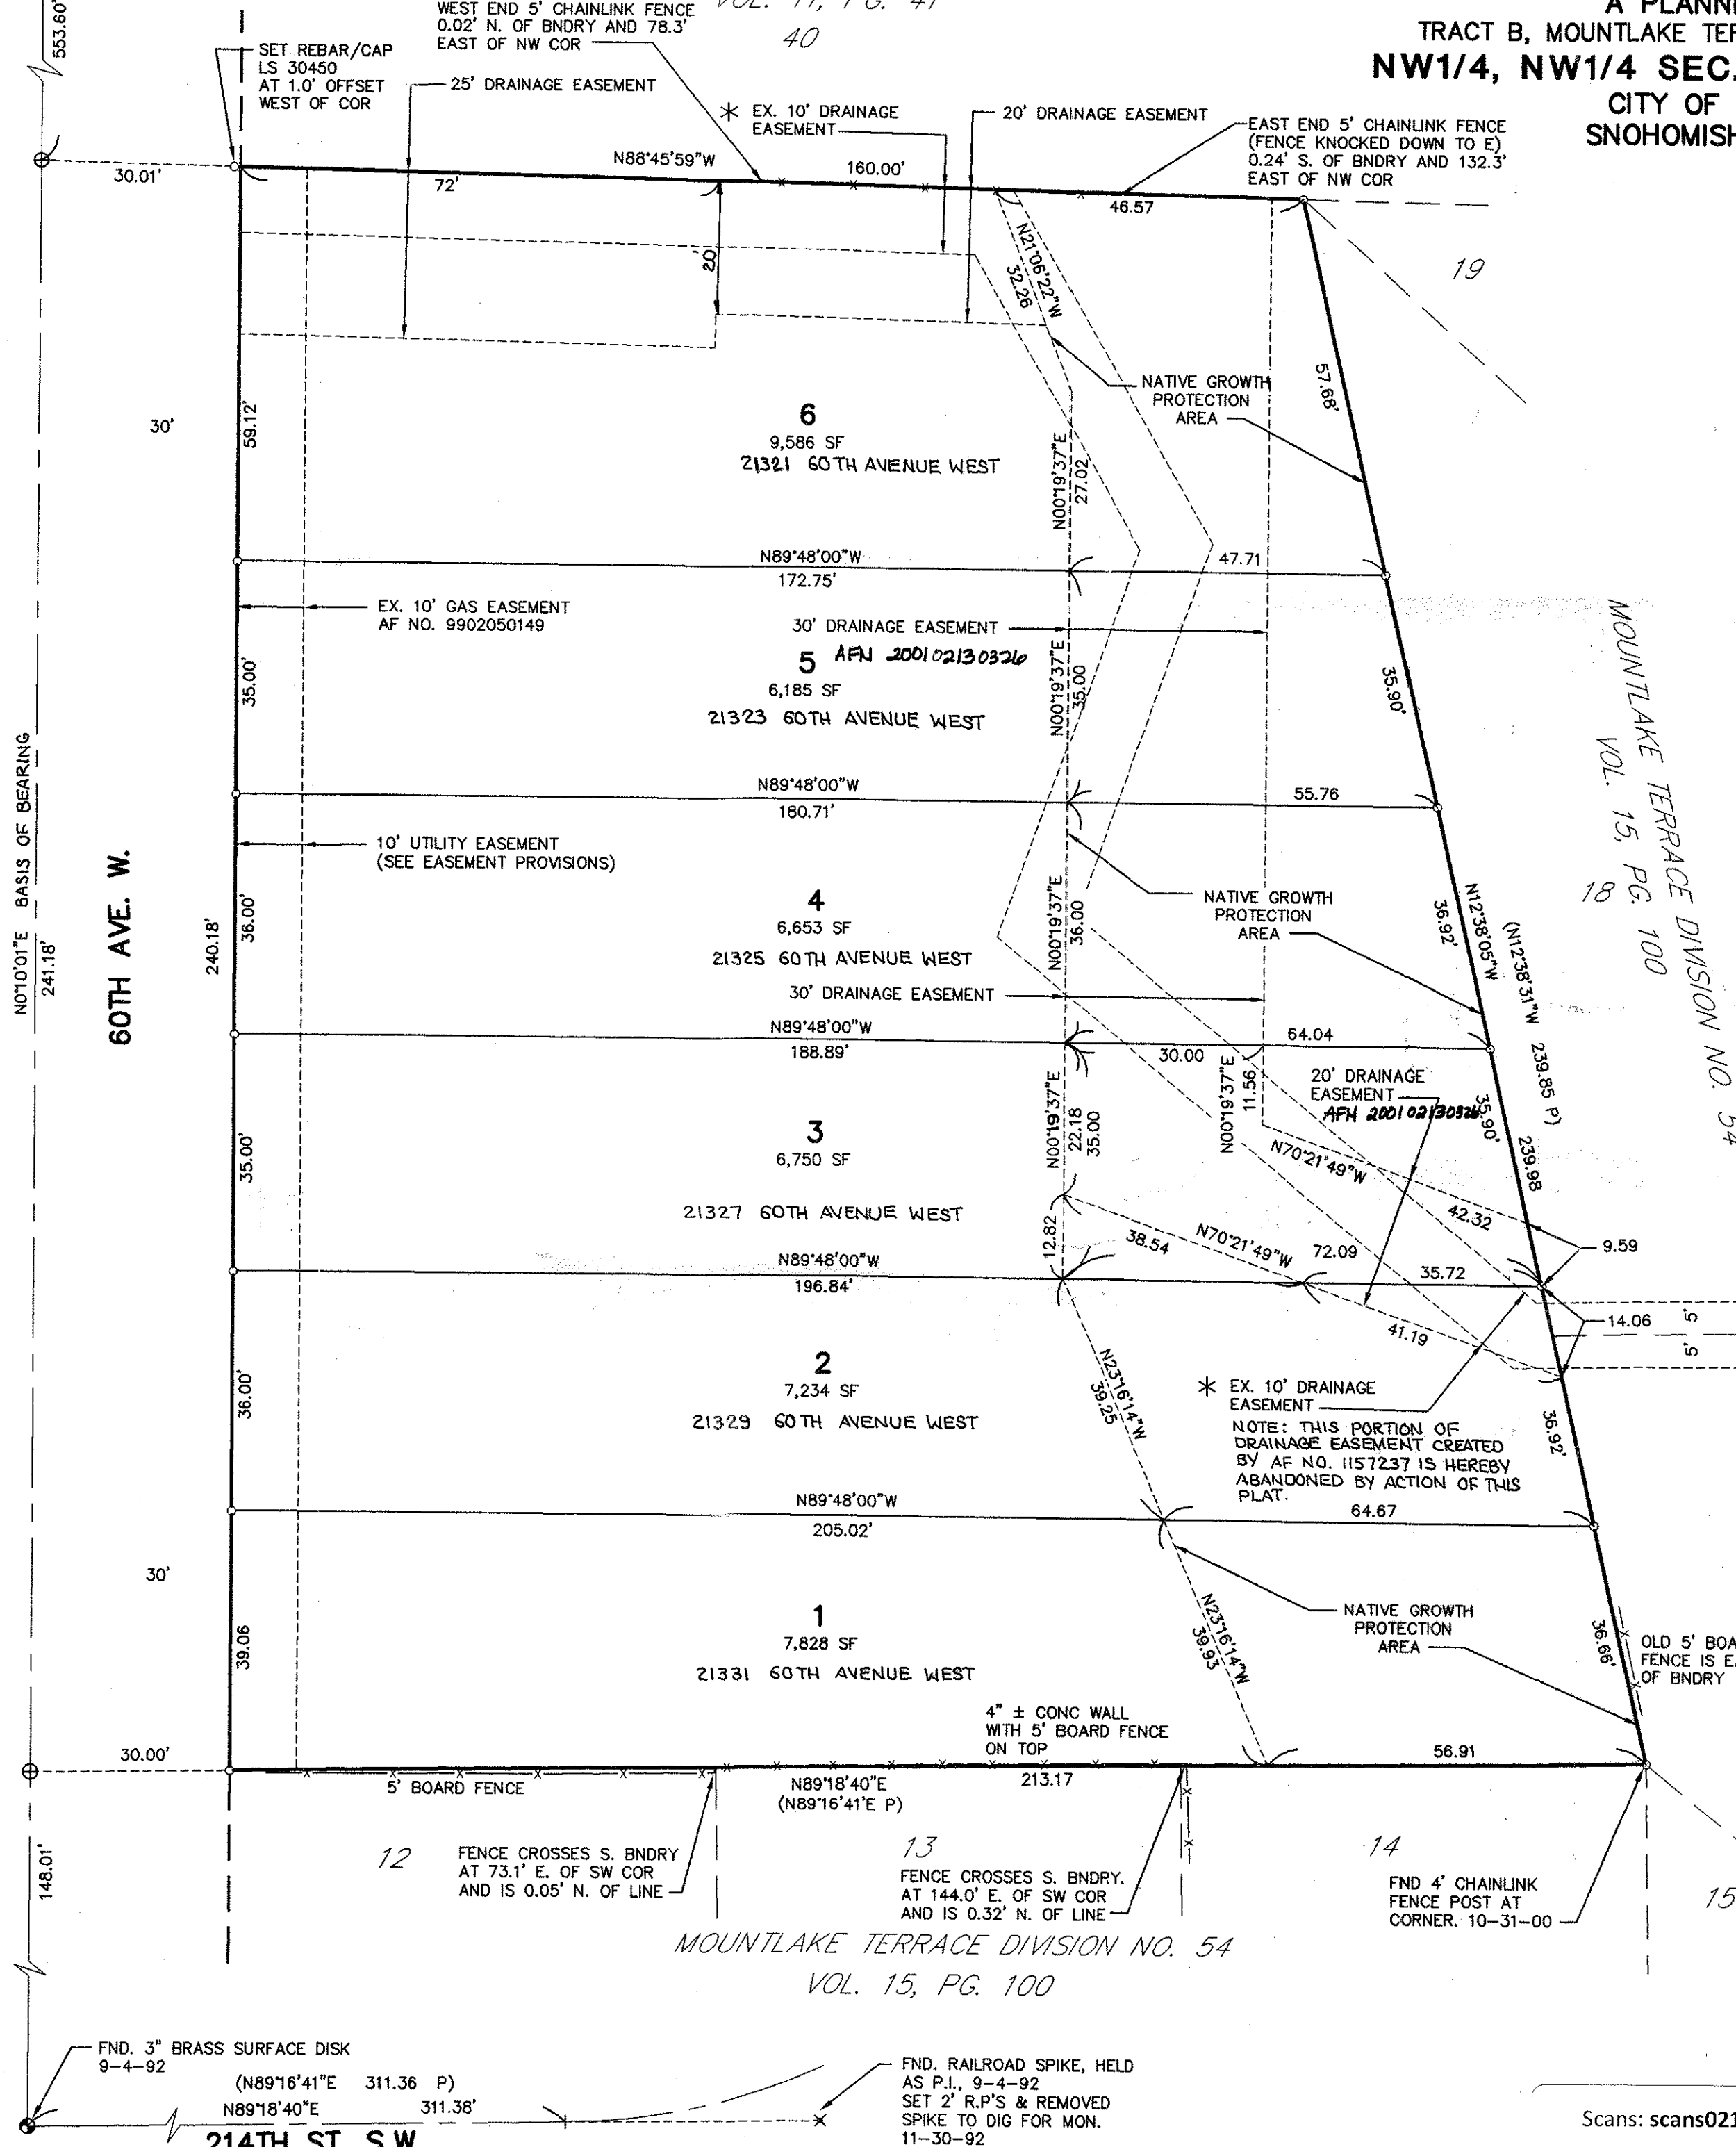 553.60'
WEST END 5' CHAINLINK FENCE
0.02' N. OF BNDRY AND 78.3'
EAST OF NW COR
40
A PLANN
TRACT B, MOUNTLAKE TER
NW1/4, NW1/4 SEC.
CITY OF
SNOHOMISH
SET REBAR/CAP
LS 30450
AT 1.0' OFFSET
WEST OF COR
25' DRAINAGE EASEMENT
* EX. 10' DRAINAGE
EASEMENT
20' DRAINAGE EASEMENT
EAST END 5' CHAINLINK FENCE
(FENCE KNOCKED DOWN TO E)
0.24' S. OF BNDRY AND 132.3'
EAST OF NW COR
30.01'
N88°45'59"W
160.00'
72'
46.57
20'
N21°06'22"W
32.26
19
NATIVE GROWTH
PROTECTION
AREA
57.68'
30'
59.12'
6
9,586 SF
21321 60TH AVENUE WEST
N00°19'37"E
27.02
N89°48'00"W
172.75'
47.71
EX. 10' GAS EASEMENT
AF NO. 9902050149
30' DRAINAGE EASEMENT
AFN 200102130326
5
6,185 SF
21323 60TH AVENUE WEST
35.00'
N00°19'37"E
35.00
35.90'
MOUNTLAKE TERRACE DIVISION NO. 54
VOL. 15, PG. 100
18
N89°48'00"W
180.71'
55.76
N0°10'01"E BASIS OF BEARING
241.18'
60TH AVE. W.
240.18'
10' UTILITY EASEMENT
(SEE EASEMENT PROVISIONS)
36.00'
4
6,653 SF
21325 60TH AVENUE WEST
N00°19'37"E
36.00
NATIVE GROWTH
PROTECTION
AREA
36.92'
N12°38'05"W
239.98
(N12°38'31"W 239.85 P)
30' DRAINAGE EASEMENT
N89°48'00"W
188.89'
64.04
30.00
N00°19'37"E
11.56
20' DRAINAGE
EASEMENT
AFN 200102130326
35.90'
35.00'
3
6,750 SF
21327 60TH AVENUE WEST
N00°19'37"E
22.18
35.00
12.82
N70°21'49"W
42.32
N70°21'49"W
38.54
72.09
9.59
N89°48'00"W
196.84'
35.72
14.06
5'
5'
41.19
36.00'
2
7,234 SF
21329 60TH AVENUE WEST
N23°16'14"W
39.25
* EX. 10' DRAINAGE
EASEMENT
NOTE: THIS PORTION OF
DRAINAGE EASEMENT CREATED
BY AF NO. 1157237 IS HEREBY
ABANDONED BY ACTION OF THIS
PLAT.
36.92'
N89°48'00"W
205.02'
64.67
30'
39.06
1
7,828 SF
21331 60TH AVENUE WEST
N23°16'14"W
39.93
NATIVE GROWTH
PROTECTION
AREA
36.66'
OLD 5' BOA
FENCE IS E
OF BNDRY
4" ± CONC WALL
WITH 5' BOARD FENCE
ON TOP
30.00'
56.91
5' BOARD FENCE
N89°18'40"E
213.17
(N89°16'41'E P)
148.01'
12
FENCE CROSSES S. BNDRY
AT 73.1' E. OF SW COR
AND IS 0.05' N. OF LINE
13
FENCE CROSSES S. BNDRY.
AT 144.0' E. OF SW COR
AND IS 0.32' N. OF LINE
14
FND 4' CHAINLINK
FENCE POST AT
CORNER. 10-31-00
15
MOUNTLAKE TERRACE DIVISION NO. 54
VOL. 15, PG. 100
FND. 3" BRASS SURFACE DISK
9-4-92
(N89°16'41"E 311.36 P)
N89°18'40"E 311.38'
214TH ST. S.W.
FND. RAILROAD SPIKE, HELD
AS P.I., 9-4-92
SET 2' R.P'S & REMOVED
SPIKE TO DIG FOR MON.
11-30-92
Scans: scans021